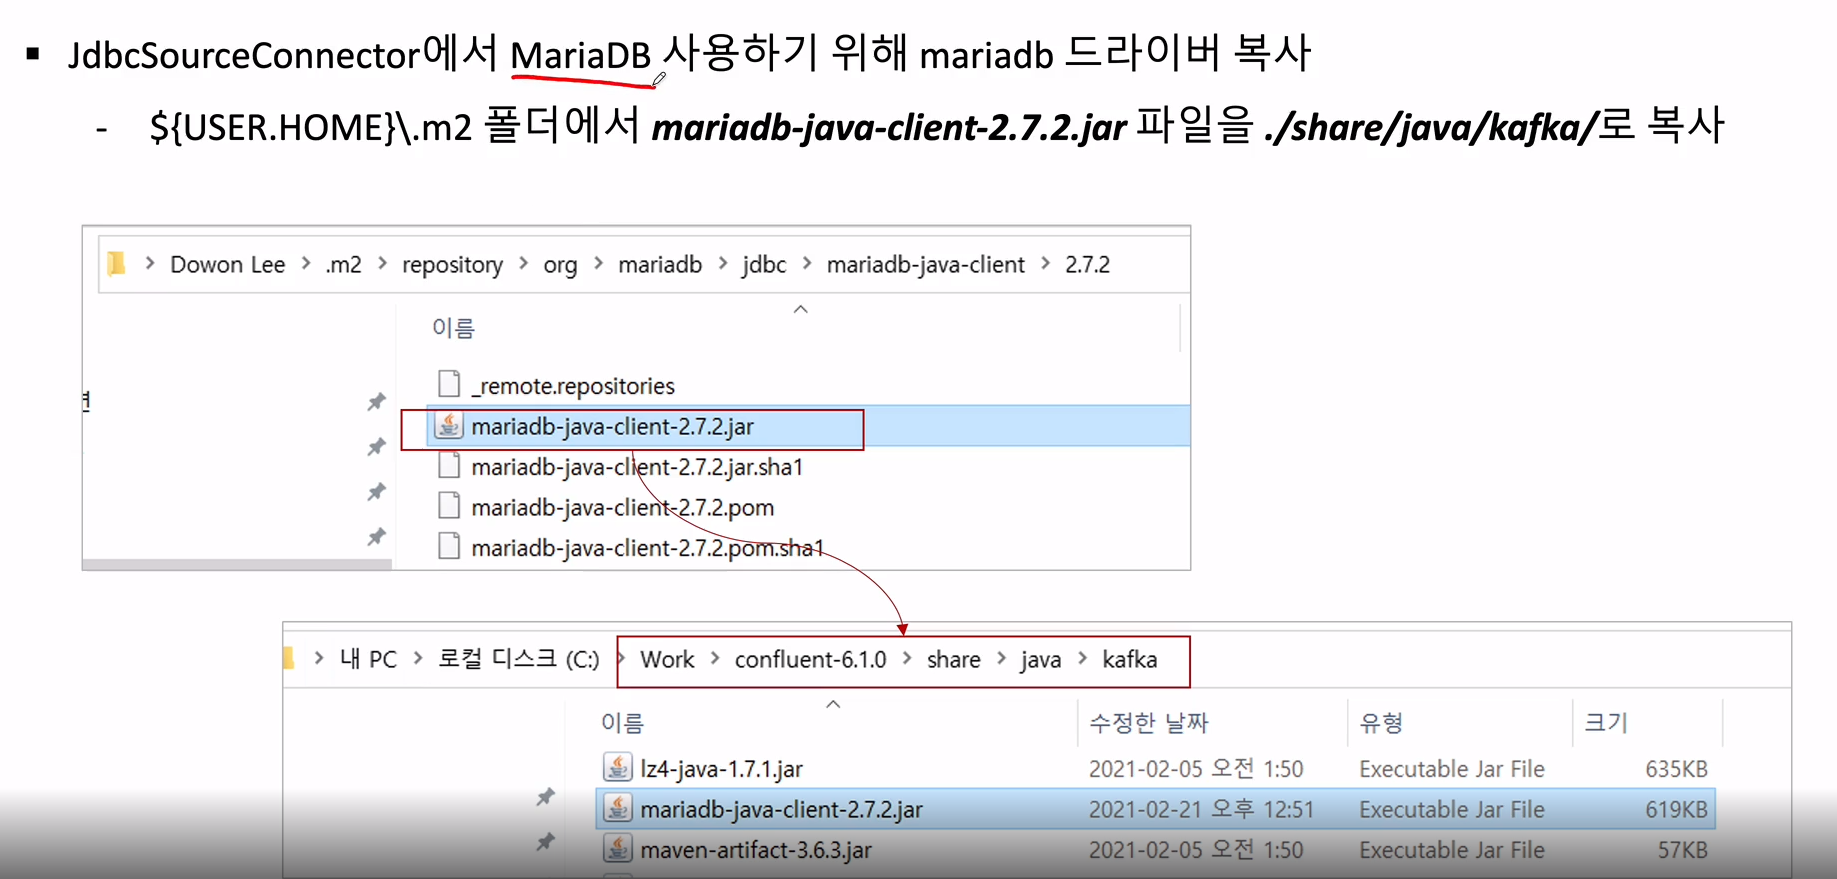 ▪ JdbcSourceConnector에서 MariaDB 사용하기 위해 mariadb 드라이버 복사
- ${USER.HOME}\.m2 폴더에서 mariadb-java-client-2.7.2.jar 파일을 ./share/java/kafka/로 복사
> Dowon Lee > .m2 > repository > org > mariadb > jdbc > mariadb-java-client > 2.7.2
이름
_remote.repositories
mariadb-java-client-2.7.2.jar
mariadb-java-client-2.7.2.jar.sha1
mariadb-java-client-2.7.2.pom
mariadb-java-client-2.7.2.pom.sha1
> 내 PC > 로컬 디스크 (C:) > Work > confluent-6.1.0 > share > java > kafka
이름 수정한 날짜 유형 크기
lz4-java-1.7.1.jar 2021-02-05 오전 1:50 Executable Jar File 635KB
mariadb-java-client-2.7.2.jar 2021-02-21 오후 12:51 Executable Jar File 619KB
maven-artifact-3.6.3.jar 2021-02-05 오전 1:50 Executable Jar File 57KB